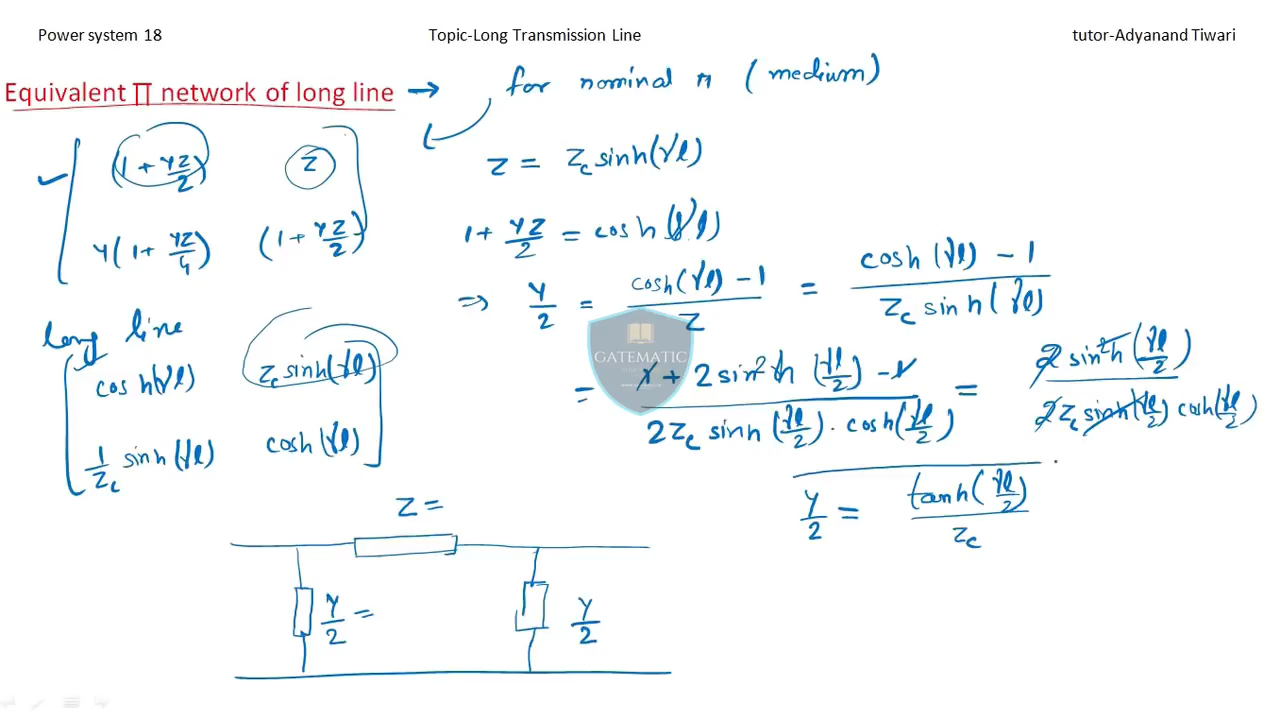 Power system 18
Topic-Long Transmission Line
tutor-Adyanand Tiwari
Equivalent ∏ network of long line → for nominal π (medium)
(1 + YZ/2) Z
Y(1 + YZ/4) (1 + YZ/2)
long line
cosh(γl) Zc sinh(γl)
1/Zc sinh(γl) cosh(γl)
Z = Zc sinh(γl)
1 + YZ/2 = cosh(γl)
⇒ Y/2 = cosh(γl) - 1 / Z = cosh(γl) - 1 / Zc sinh(γl)
= 1 + 2 sin²h(γl/2) - 1 / 2Zc sinh(γl/2) · cosh(γl/2) = 2 sin²h(γl/2) / 2Zc sinh(γl/2) cosh(γl/2)
Y/2 = tanh(γl/2) / Zc
Z =
Y/2 =
Y/2
GATEMATIC